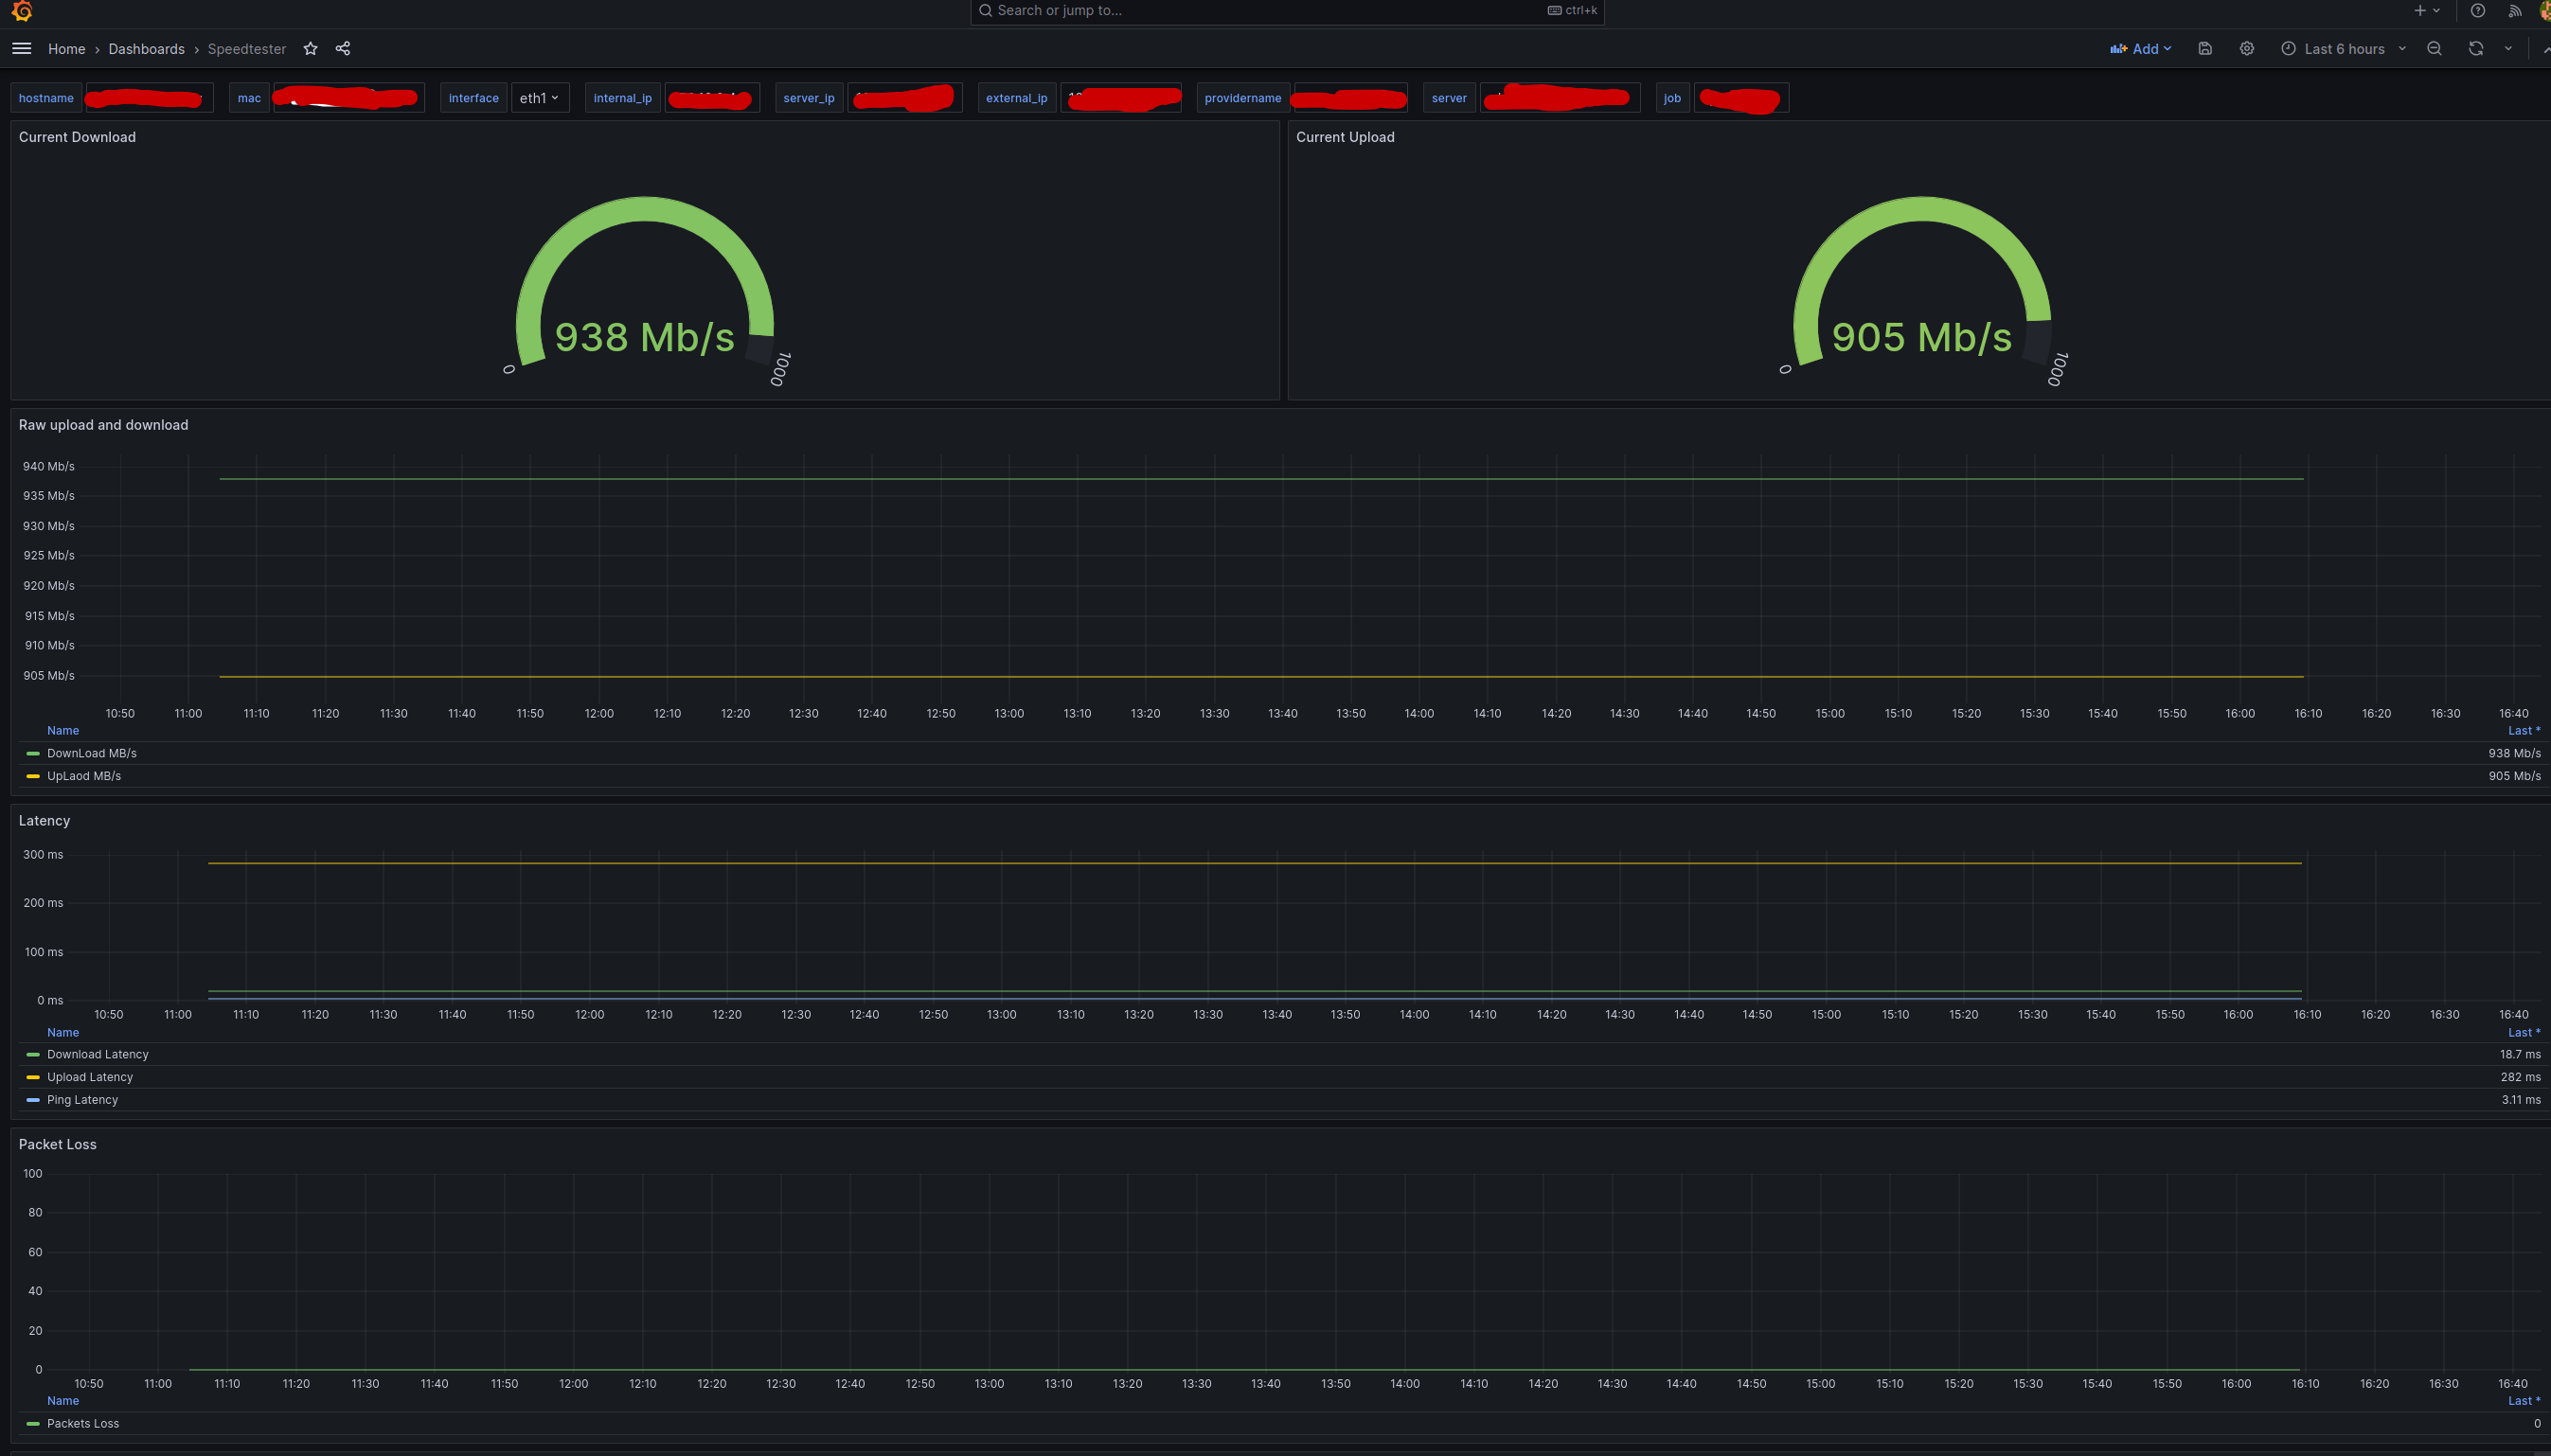 Search or jump to... ctrl+k
Home › Dashboards › Speedtester Add Last 6 hours
hostname mac interface eth1 internal_ip server_ip external_ip providername server job
Current Download
938 Mb/s
0
1000
Current Upload
905 Mb/s
0
1000
Raw upload and download
940 Mb/s
935 Mb/s
930 Mb/s
925 Mb/s
920 Mb/s
915 Mb/s
910 Mb/s
905 Mb/s
10:50 11:00 11:10 11:20 11:30 11:40 11:50 12:00 12:10 12:20 12:30 12:40 12:50 13:00 13:10 13:20 13:30 13:40 13:50 14:00 14:10 14:20 14:30 14:40 14:50 15:00 15:10 15:20 15:30 15:40 15:50 16:00 16:10 16:20 16:30 16:40
Name Last *
DownLoad MB/s 938 Mb/s
UpLaod MB/s 905 Mb/s
Latency
300 ms
200 ms
100 ms
0 ms
10:50 11:00 11:10 11:20 11:30 11:40 11:50 12:00 12:10 12:20 12:30 12:40 12:50 13:00 13:10 13:20 13:30 13:40 13:50 14:00 14:10 14:20 14:30 14:40 14:50 15:00 15:10 15:20 15:30 15:40 15:50 16:00 16:10 16:20 16:30 16:40
Name Last *
Download Latency 18.7 ms
Upload Latency 282 ms
Ping Latency 3.11 ms
Packet Loss
100
80
60
40
20
0
10:50 11:00 11:10 11:20 11:30 11:40 11:50 12:00 12:10 12:20 12:30 12:40 12:50 13:00 13:10 13:20 13:30 13:40 13:50 14:00 14:10 14:20 14:30 14:40 14:50 15:00 15:10 15:20 15:30 15:40 15:50 16:00 16:10 16:20 16:30 16:40
Name Last *
Packets Loss 0